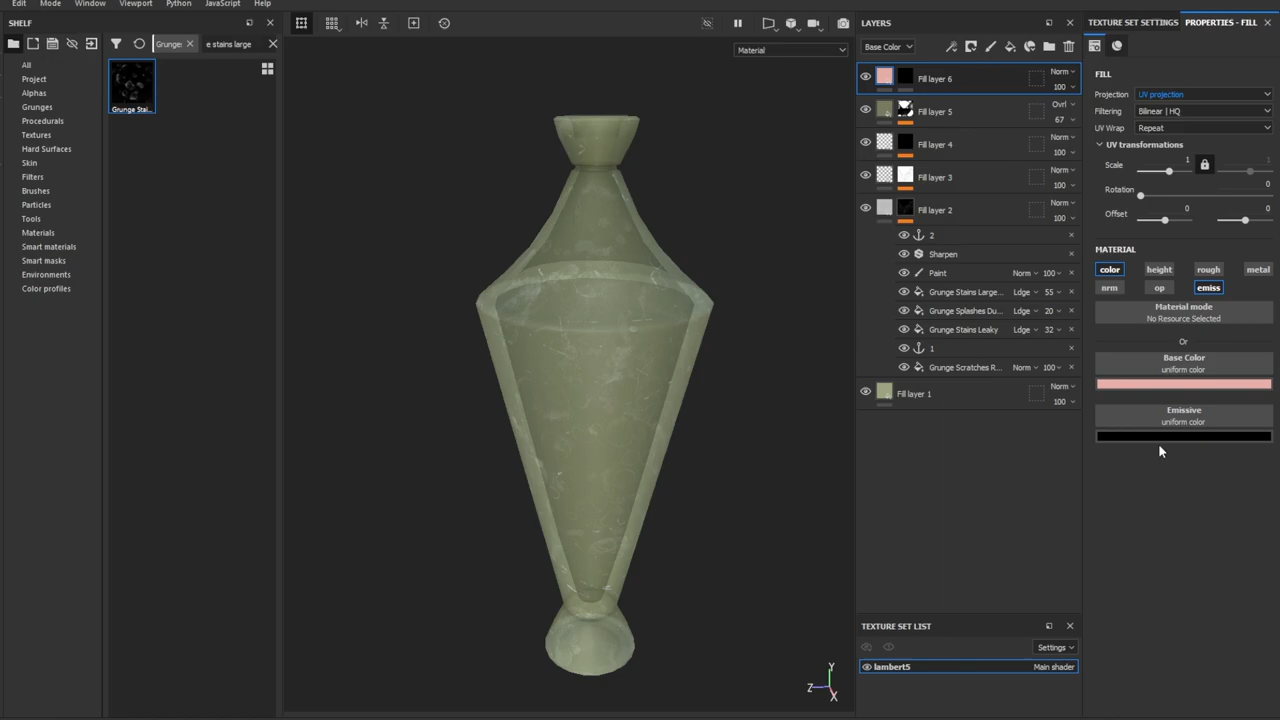 Edit Mode Window Viewport Python JavaScript Help
SHELF
Grunge e stains large
All
Project
Alphas
Grunges
Procedurals
Textures
Hard Surfaces
Skin
Filters
Brushes
Particles
Tools
Materials
Smart materials
Smart masks
Environments
Color profiles
Grunge Stai...
Material
Y
Z
X
LAYERS
Base Color
Fill layer 6 Norm
100
Fill layer 5 Ovrl
67
Fill layer 4 Norm
100
Fill layer 3 Norm
100
Fill layer 2 Norm
100
2
Sharpen
Paint Norm 100
Grunge Stains Large... Ldge 55
Grunge Splashes Du... Ldge 20
Grunge Stains Leaky Ldge 32
1
Grunge Scratches R... Norm 100
Fill layer 1 Norm
100
TEXTURE SET LIST
Settings
lambert5 Main shader
TEXTURE SET SETTINGS PROPERTIES - FILL
FILL
Projection UV projection
Filtering Bilinear | HQ
UV Wrap Repeat
UV transformations
Scale 1 1
Rotation 0
Offset 0 0
MATERIAL
color height rough metal
nrm op emiss
Material mode
No Resource Selected
Or
Base Color
uniform color
Emissive
uniform color